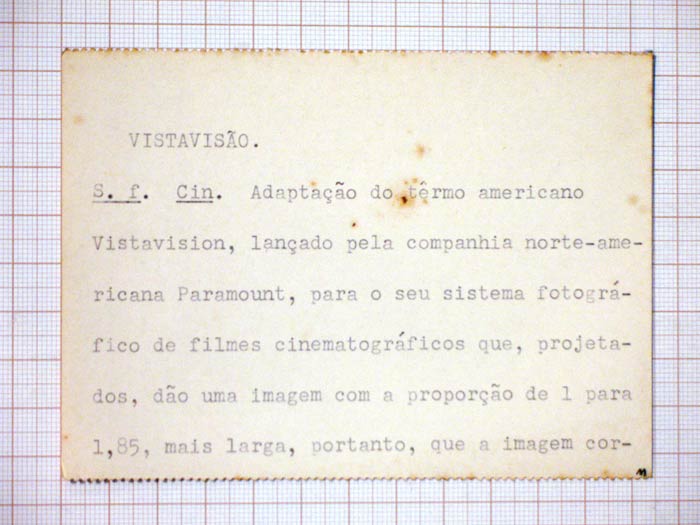 VISTAVISÃO.
S. f. Cin. Adaptação do têrmo americano
Vistavision, lançado pela companhia norte-ame-
ricana Paramount, para o seu sistema fotográ-
fico de filmes cinematográficos que, projeta-
dos, dão uma imagem com a proporção de 1 para
1,85, mais larga, portanto, que a imagem cor-